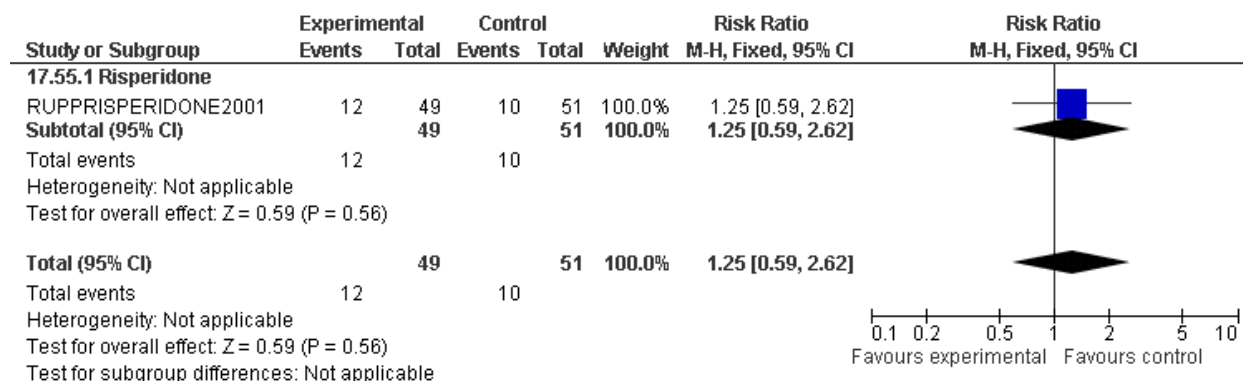 Experimental Control Risk Ratio Risk Ratio
Study or Subgroup Events Total Events Total Weight M-H, Fixed, 95% CI M-H, Fixed, 95% CI
17.55.1 Risperidone
RUPPRISPERIDONE2001 12 49 10 51 100.0% 1.25 [0.59, 2.62]
Subtotal (95% CI) 49 51 100.0% 1.25 [0.59, 2.62]
Total events 12 10
Heterogeneity: Not applicable
Test for overall effect: Z = 0.59 (P = 0.56)
Total (95% CI) 49 51 100.0% 1.25 [0.59, 2.62]
Total events 12 10
Heterogeneity: Not applicable
Test for overall effect: Z = 0.59 (P = 0.56)
Test for subgroup differences: Not applicable
0.1 0.2 0.5 1 2 5 10
Favours experimental Favours control